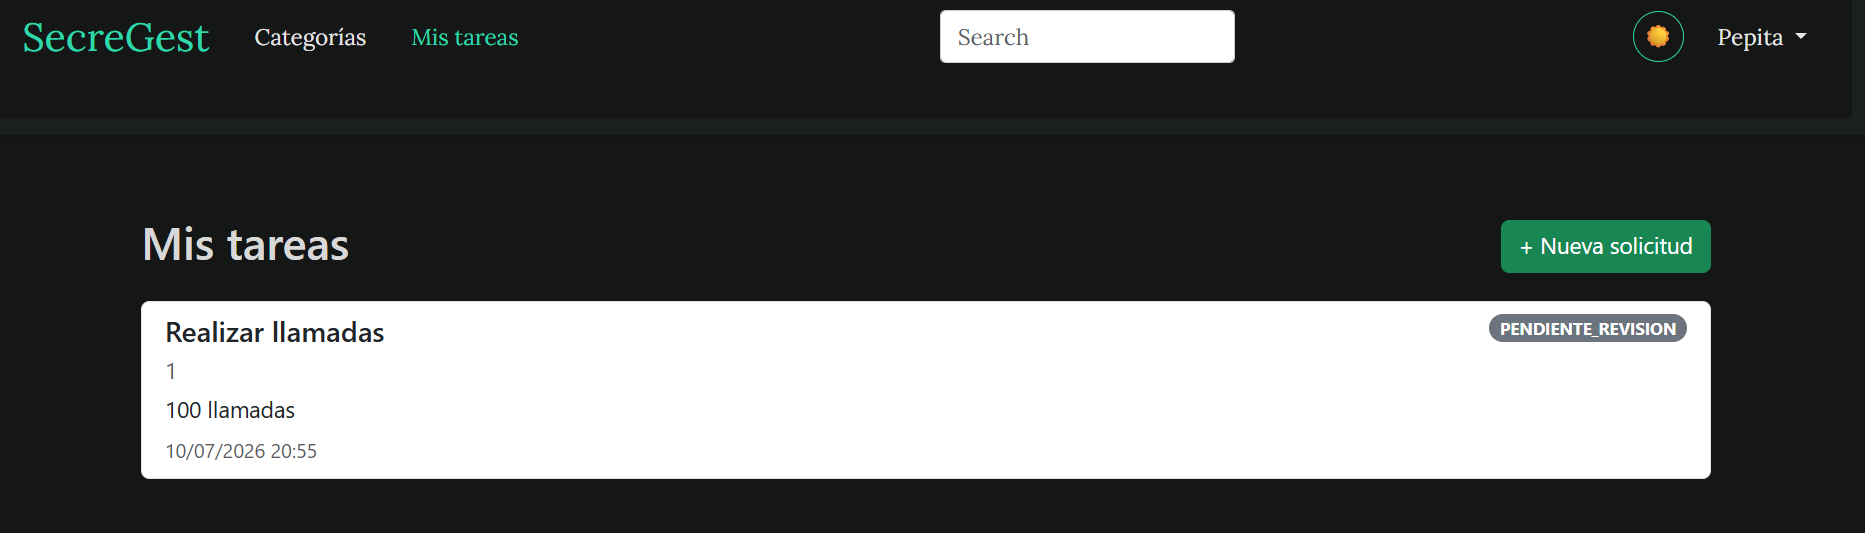 SecreGest Categorías Mis tareas Search Pepita
Mis tareas
+ Nueva solicitud
Realizar llamadas
PENDIENTE_REVISION
1
100 llamadas
10/07/2026 20:55